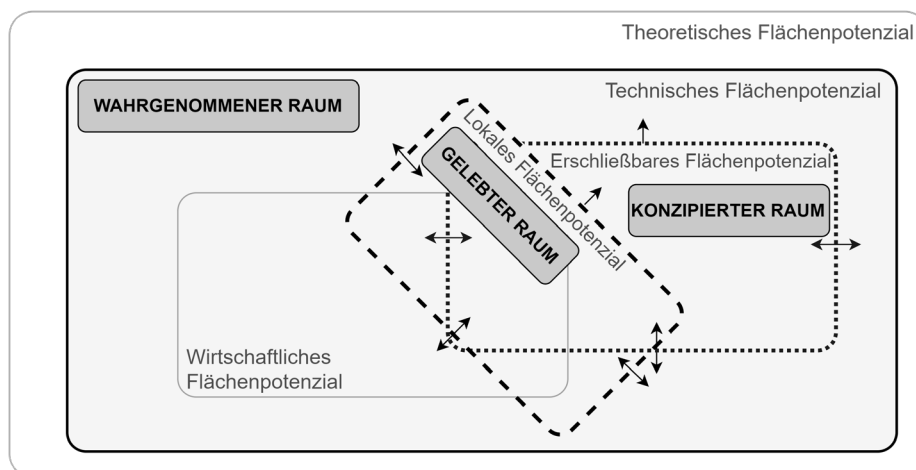 Theoretisches Flächenpotenzial
WAHRGENOMMENER RAUM
Technisches Flächenpotenzial
Lokales Flächenpotenzial
GELEBTER RAUM
Erschließbares Flächenpotenzial
KONZIPIERTER RAUM
Wirtschaftliches
Flächenpotenzial